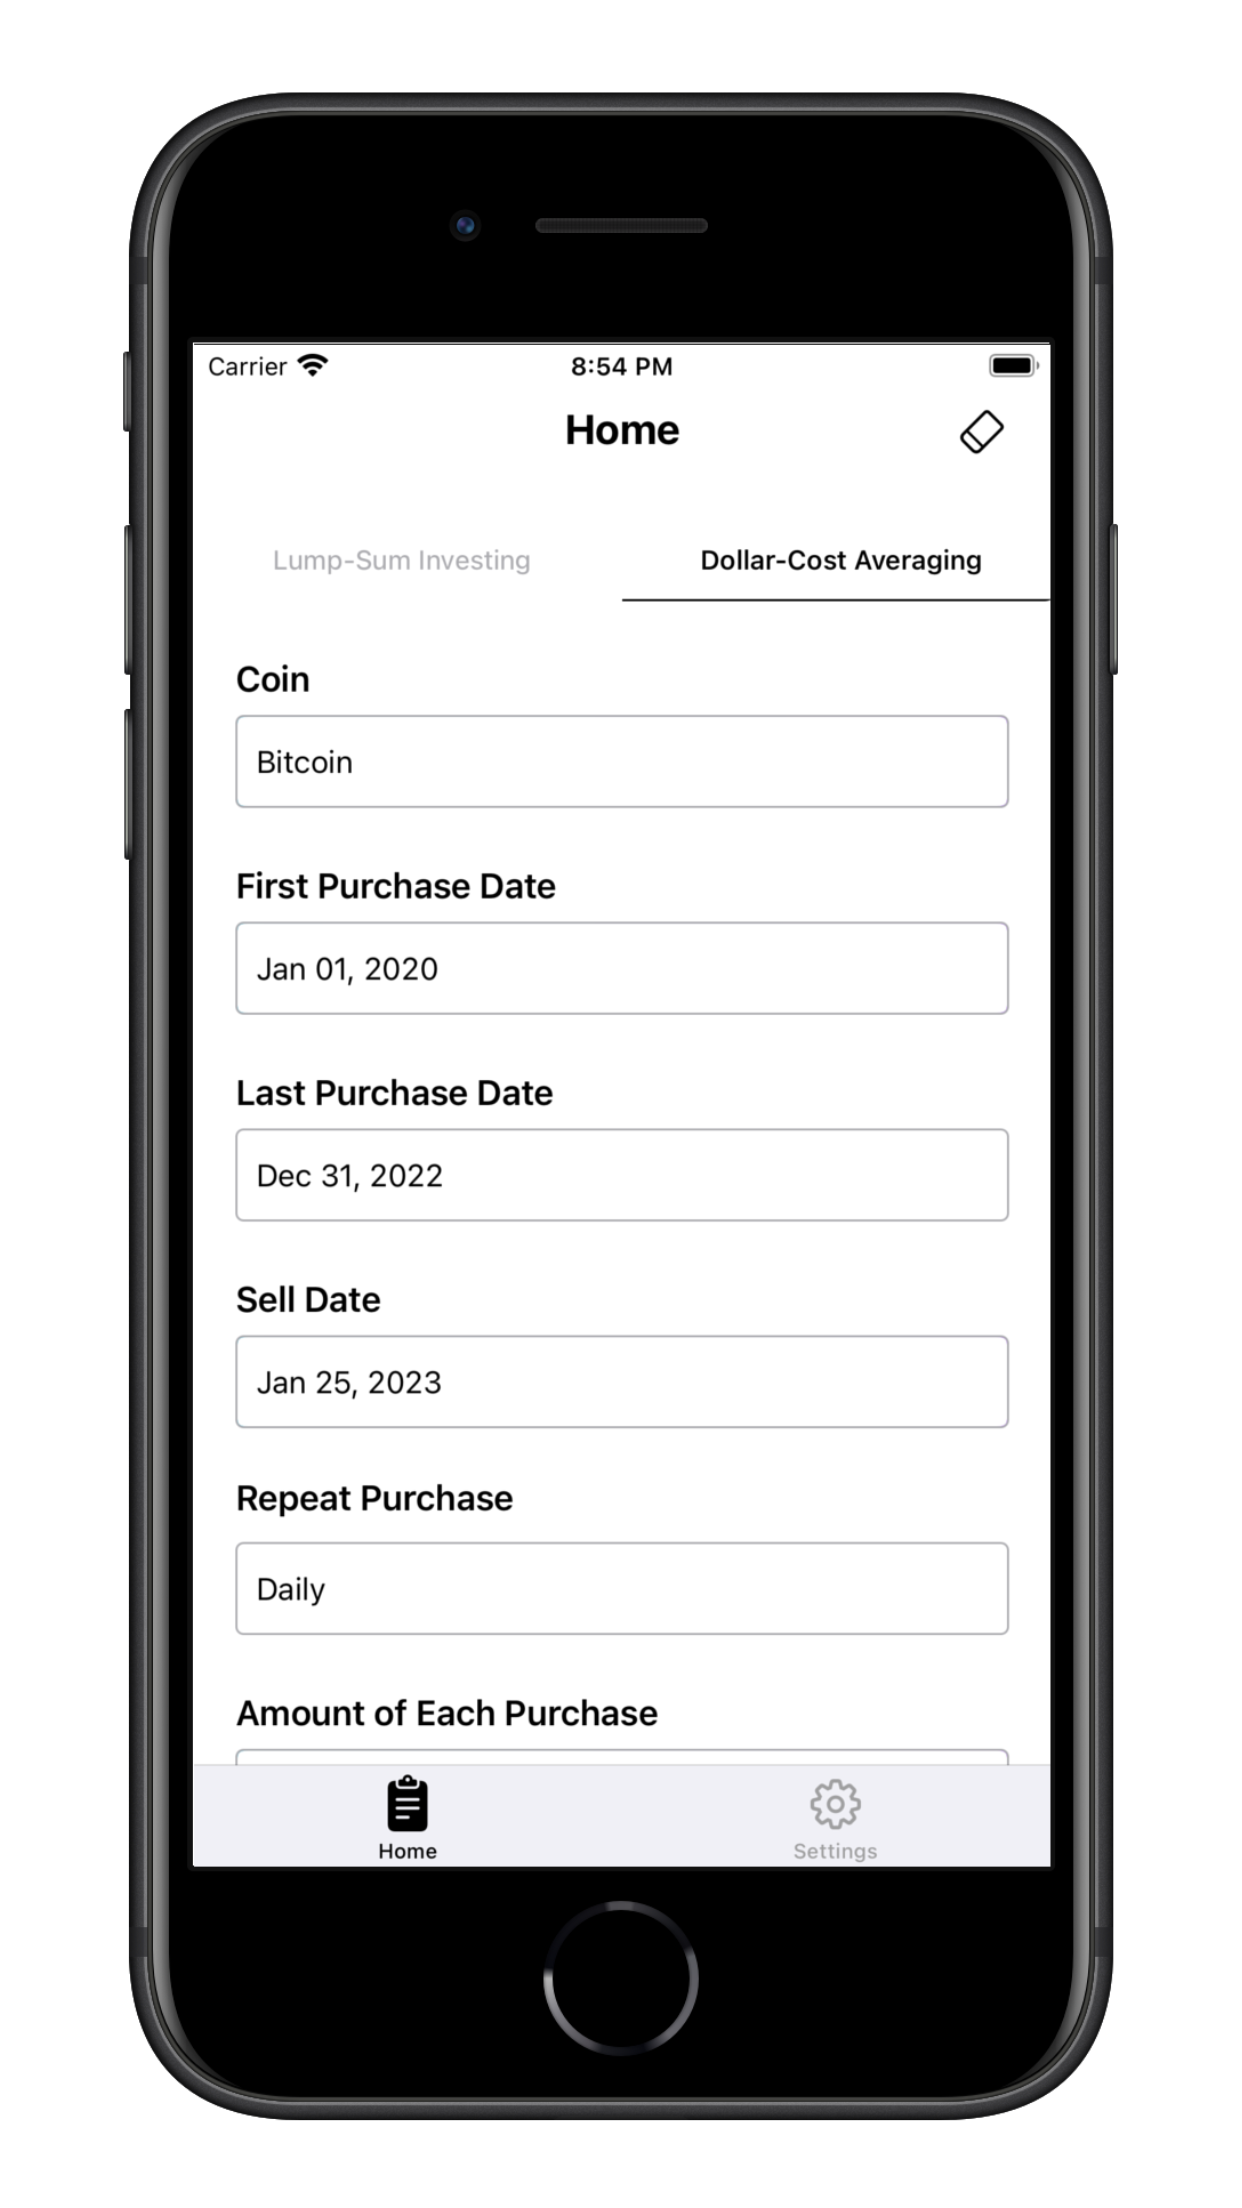 Carrier 8:54 PM
Home
Lump-Sum Investing Dollar-Cost Averaging
Coin
Bitcoin
First Purchase Date
Jan 01, 2020
Last Purchase Date
Dec 31, 2022
Sell Date
Jan 25, 2023
Repeat Purchase
Daily
Amount of Each Purchase
Home Settings